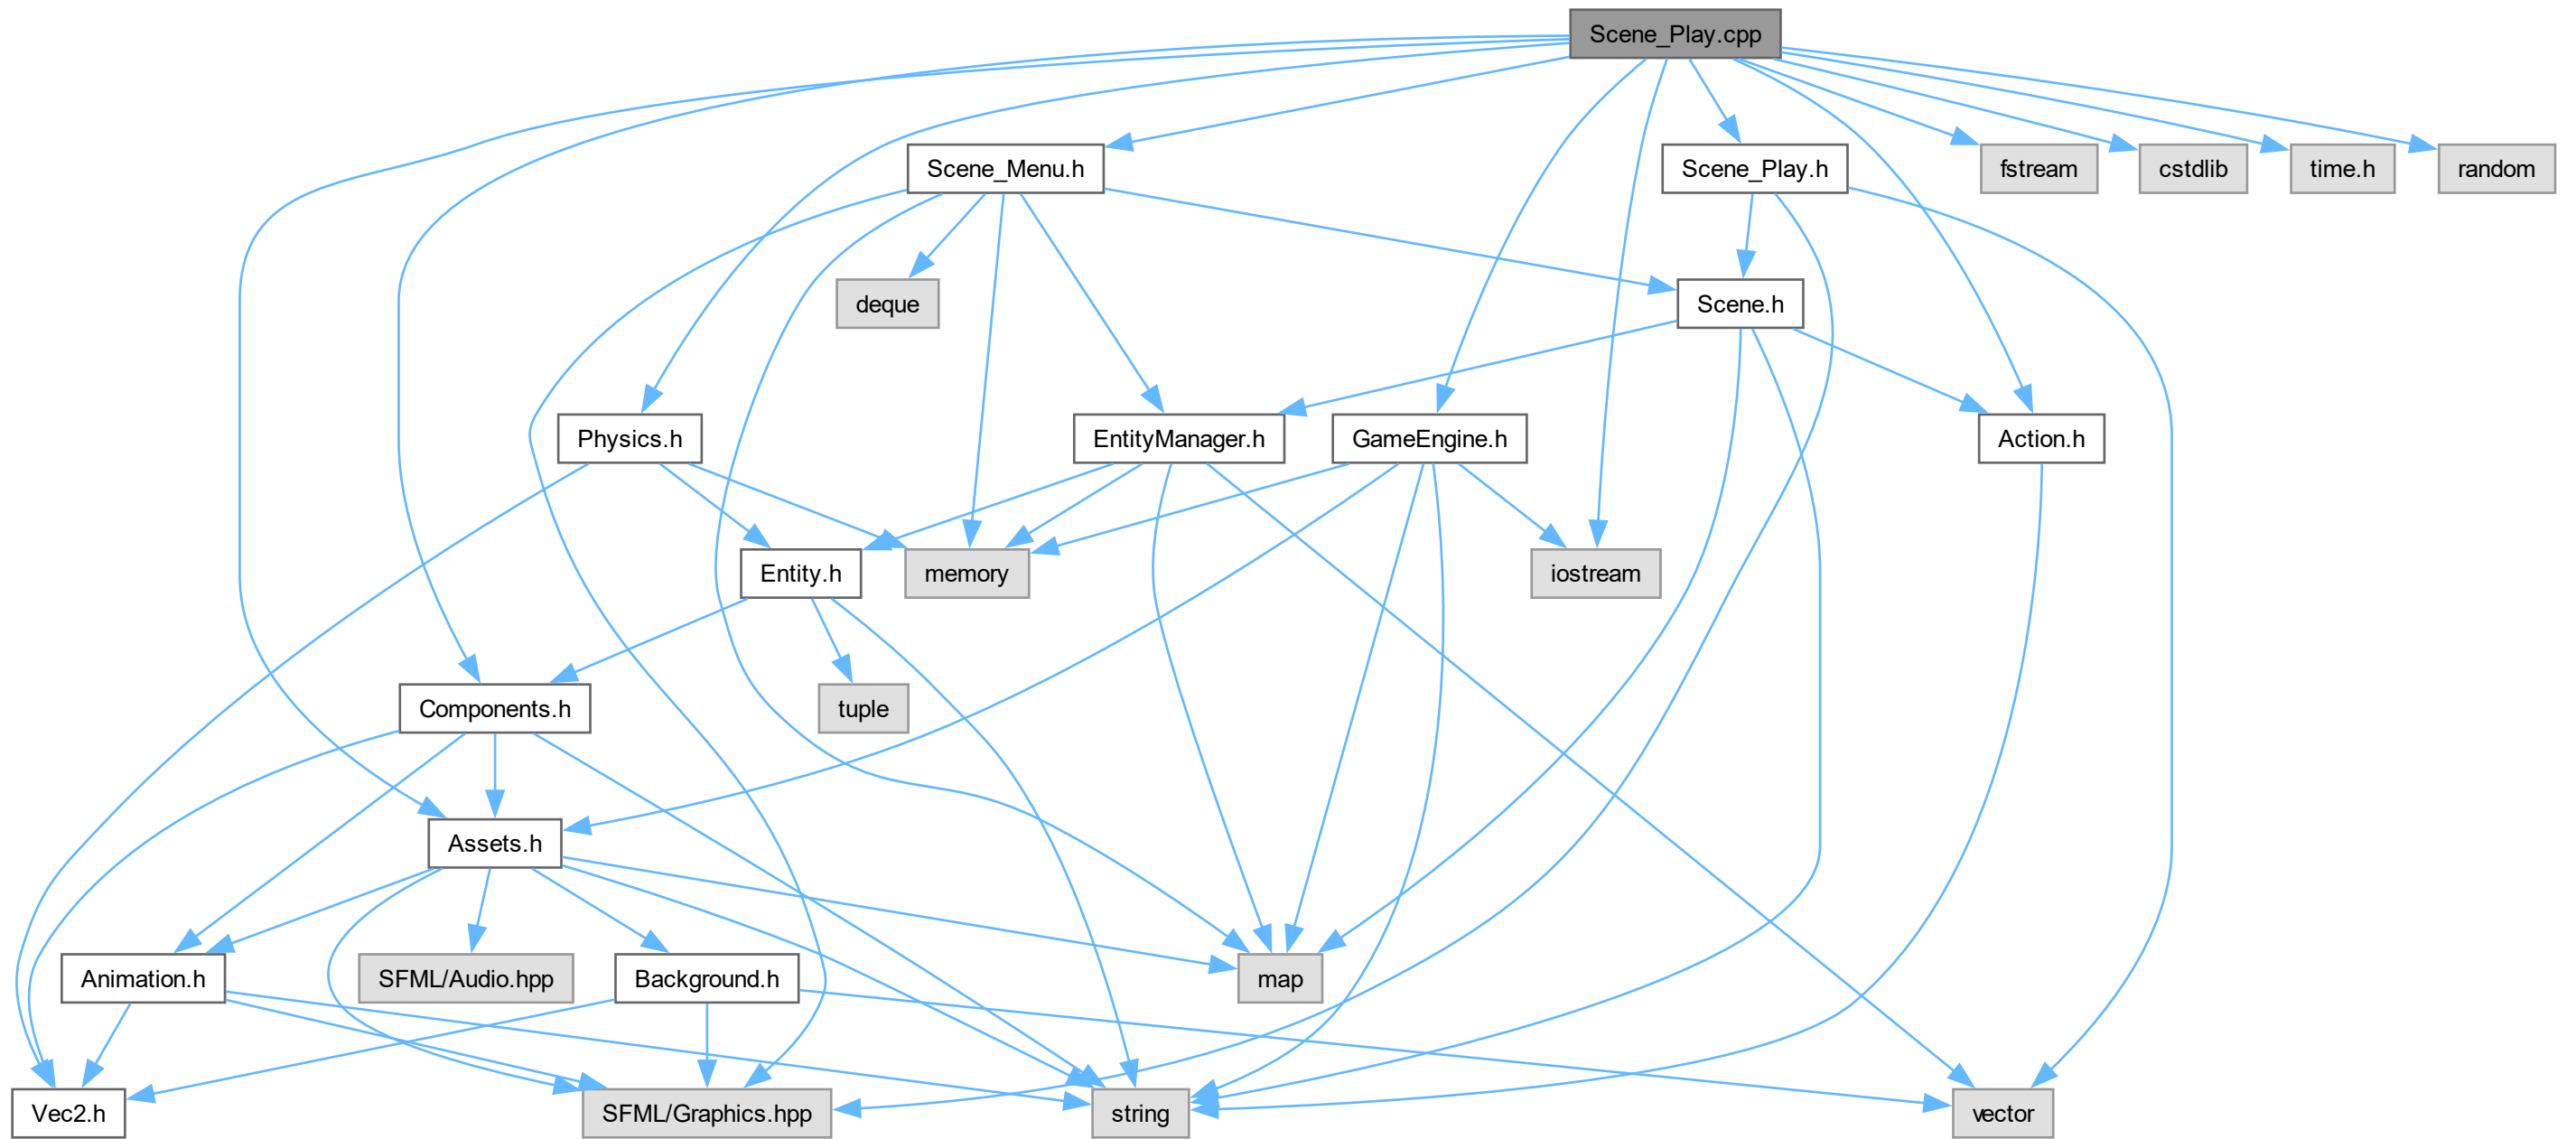 Scene_Play.cpp
Scene_Menu.h
Scene_Play.h
fstream
cstdlib
time.h
random
deque
Scene.h
Physics.h
EntityManager.h
GameEngine.h
Action.h
Entity.h
memory
iostream
Components.h
tuple
Assets.h
Animation.h
SFML/Audio.hpp
Background.h
map
Vec2.h
SFML/Graphics.hpp
string
vector